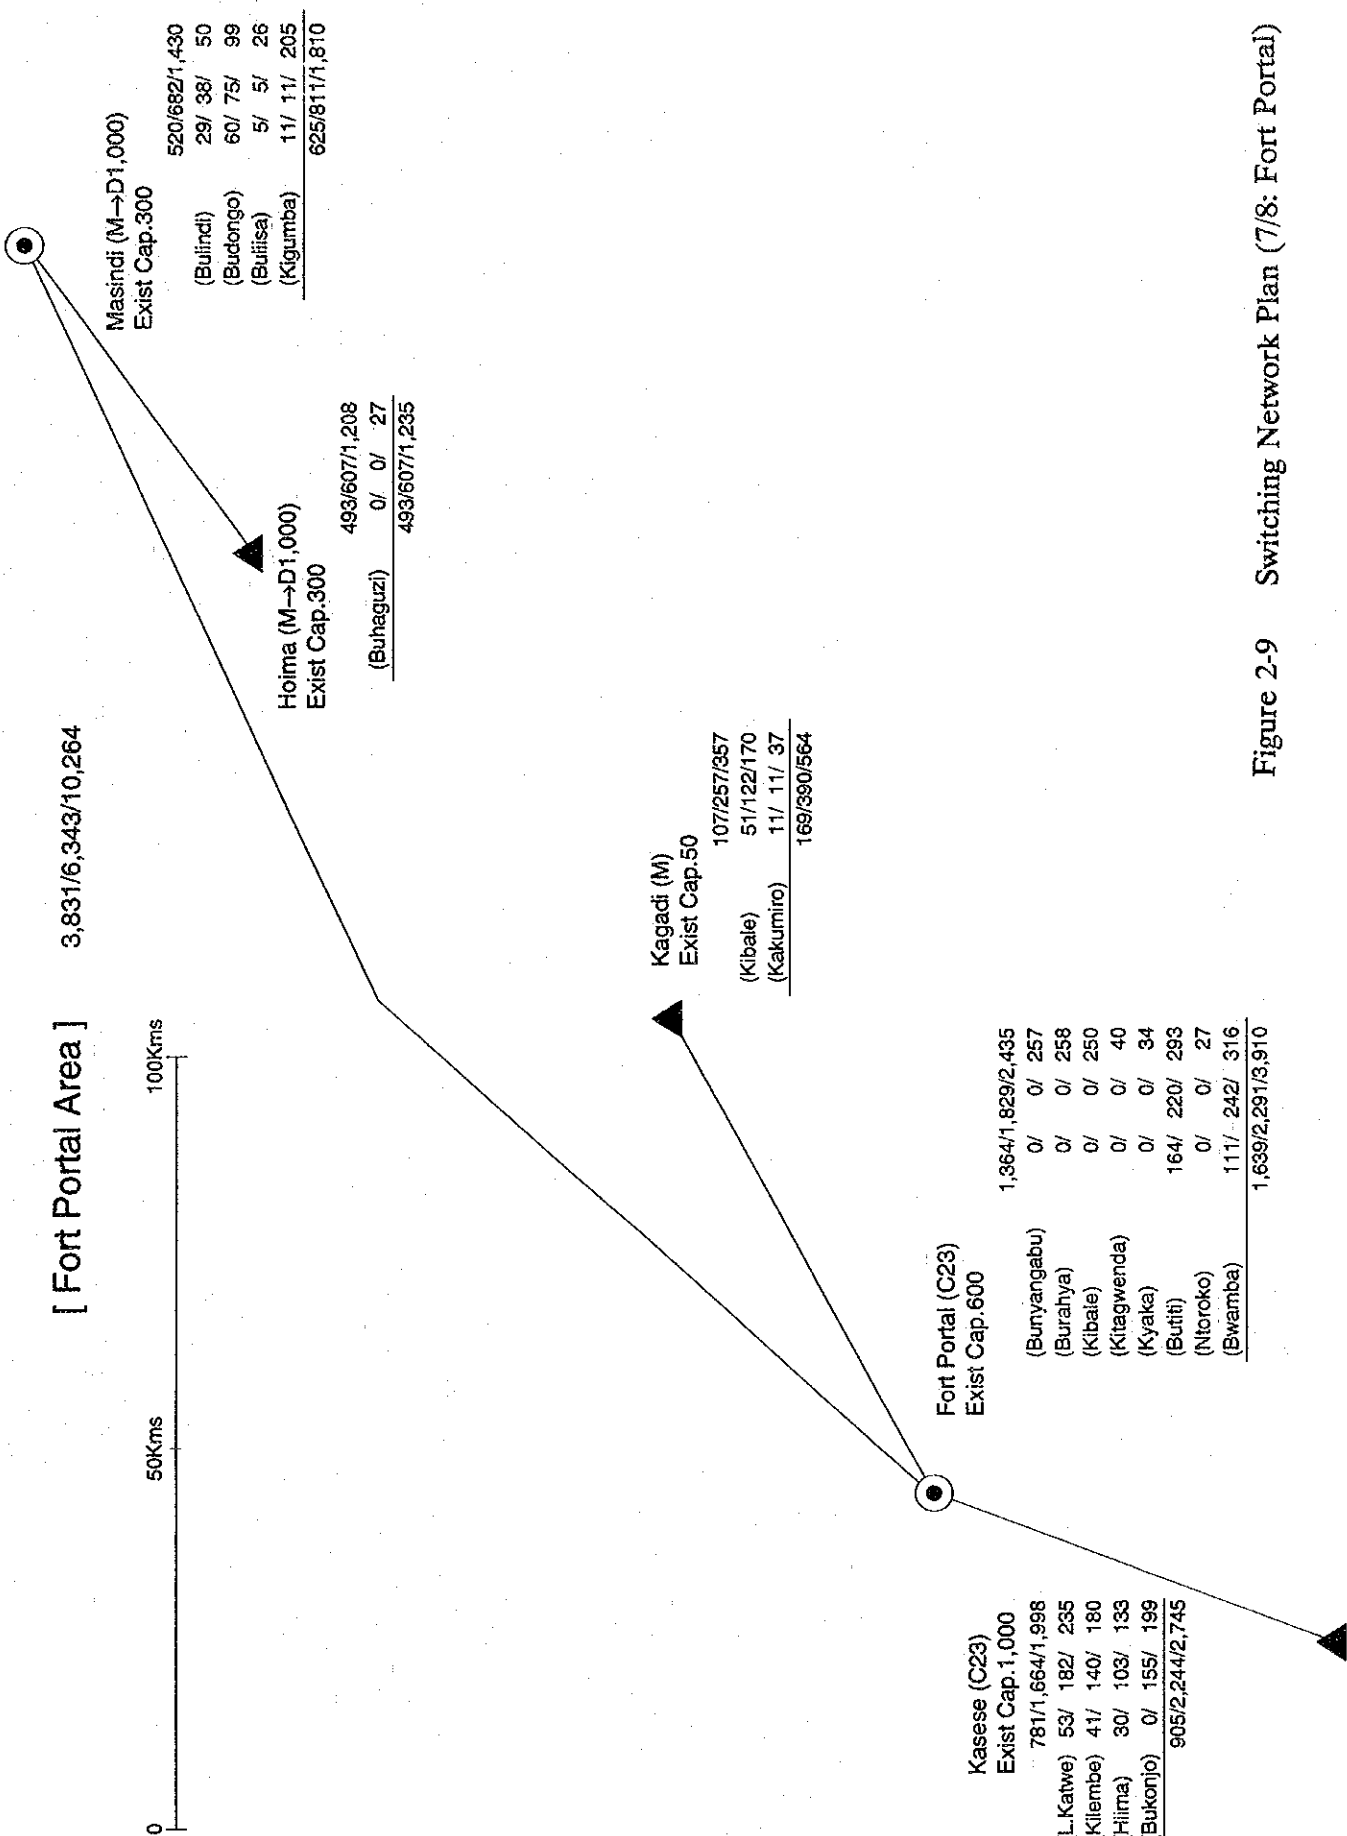 [ Fort Portal Area ] 3,831/6,343/10,264
0 50Kms 100Kms
Masindi (M→D1,000)
Exist Cap.300
520/682/1,430
(Bulindi) 29/ 38/ 50
(Budongo) 60/ 75/ 99
(Buliisa) 5/ 5/ 26
(Kigumba) 11/ 11/ 205
625/811/1,810
Hoima (M→D1,000)
Exist Cap.300
493/607/1,208
(Buhaguzi) 0/ 0/ 27
493/607/1,235
Kagadi (M)
Exist Cap.50
107/257/357
(Kibale) 51/122/170
(Kakumiro) 11/ 11/ 37
169/390/564
Fort Portal (C23)
Exist Cap.600
1,364/1,829/2,435
(Bunyangabu) 0/ 0/ 257
(Burahya) 0/ 0/ 258
(Kibale) 0/ 0/ 250
(Kitagwenda) 0/ 0/ 40
(Kyaka) 0/ 0/ 34
(Butiti) 164/ 220/ 293
(Ntoroko) 0/ 0/ 27
(Bwamba) 111/ 242/ 316
1,639/2,291/3,910
Kasese (C23)
Exist Cap.1,000
781/1,664/1,998
L.Katwe) 53/ 182/ 235
Kilembe) 41/ 140/ 180
Hiima) 30/ 103/ 133
Bukonjo) 0/ 155/ 199
905/2,244/2,745
Figure 2-9 Switching Network Plan (7/8: Fort Portal)